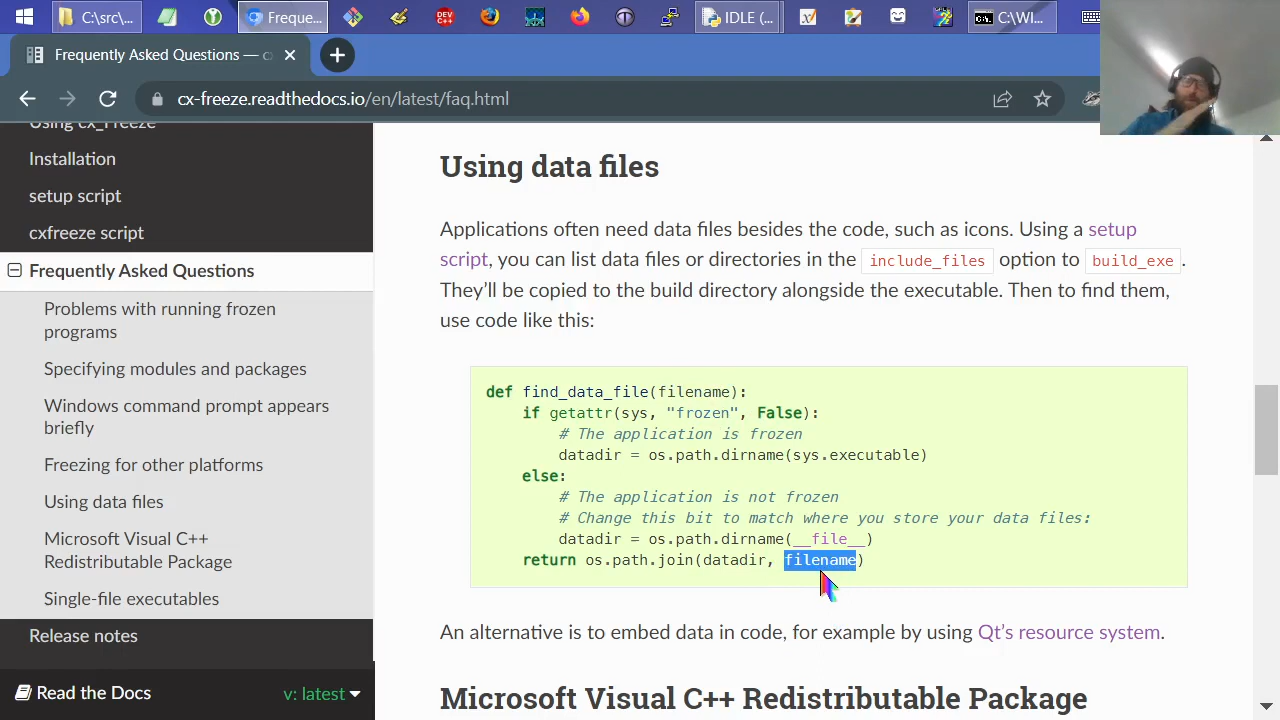 C:\src\...
Freque...
DEV
C++
IDLE (...
C:\WI...
Frequently Asked Questions — c
cx-freeze.readthedocs.io/en/latest/faq.html
Using cx_Freeze
Installation
setup script
cxfreeze script
Frequently Asked Questions
Problems with running frozen
programs
Specifying modules and packages
Windows command prompt appears
briefly
Freezing for other platforms
Using data files
Microsoft Visual C++
Redistributable Package
Single-file executables
Release notes
Read the Docs
v: latest
Using data files
Applications often need data files besides the code, such as icons. Using a setup
script, you can list data files or directories in the include_files option to build_exe.
They’ll be copied to the build directory alongside the executable. Then to find them,
use code like this:
def find_data_file(filename):
    if getattr(sys, "frozen", False):
        # The application is frozen
        datadir = os.path.dirname(sys.executable)
    else:
        # The application is not frozen
        # Change this bit to match where you store your data files:
        datadir = os.path.dirname(__file__)
    return os.path.join(datadir, filename)
An alternative is to embed data in code, for example by using Qt’s resource system.
Microsoft Visual C++ Redistributable Package